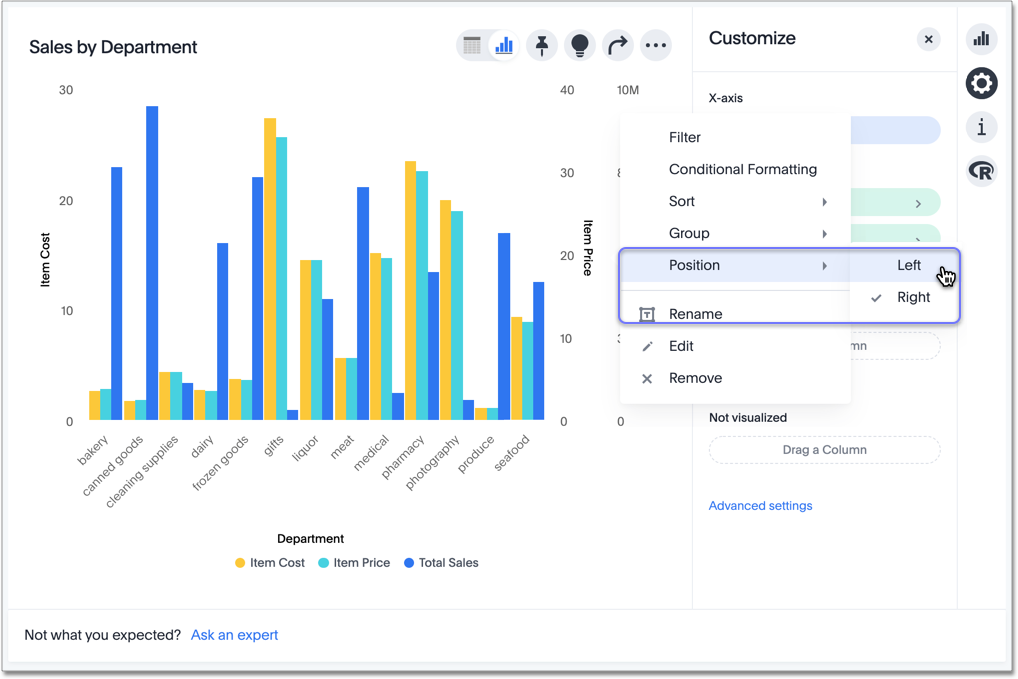 Sales by Department
Customize
X-axis
30
20
10
0
Item Cost
40
30
20
10
0
Item Price
10M
8
3
0
Filter
Conditional Formatting
Sort
Group
Position
Left
Right
T Rename
Edit
Remove
mn
Not visualized
Drag a Column
Advanced settings
i
R
bakery
canned goods
cleaning supplies
dairy
frozen goods
gifts
liquor
meat
medical
pharmacy
photography
produce
seafood
Department
Item Cost Item Price Total Sales
Not what you expected? Ask an expert